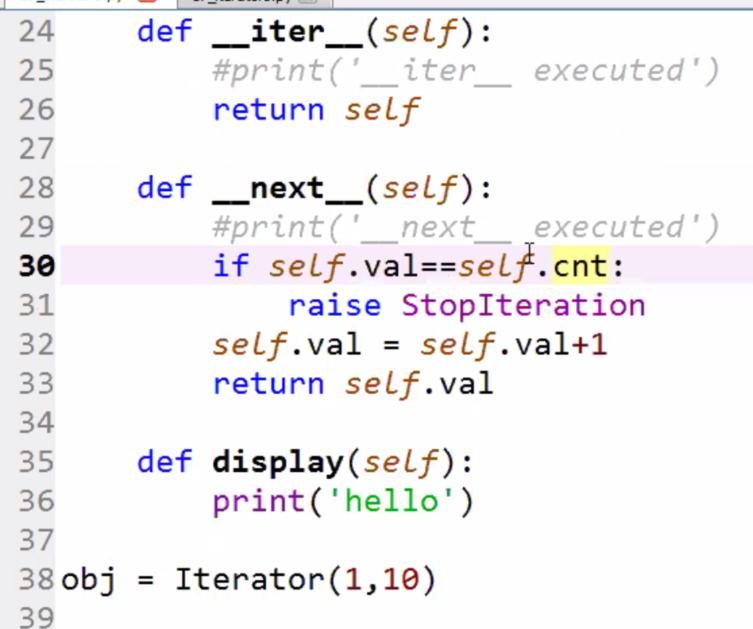 24 def __iter__(self):
25 #print('__iter__ executed')
26 return self
27
28 def __next__(self):
29 #print('__next__ executed')
30 if self.val==self.cnt:
31 raise StopIteration
32 self.val = self.val+1
33 return self.val
34
35 def display(self):
36 print('hello')
37
38 obj = Iterator(1,10)
39